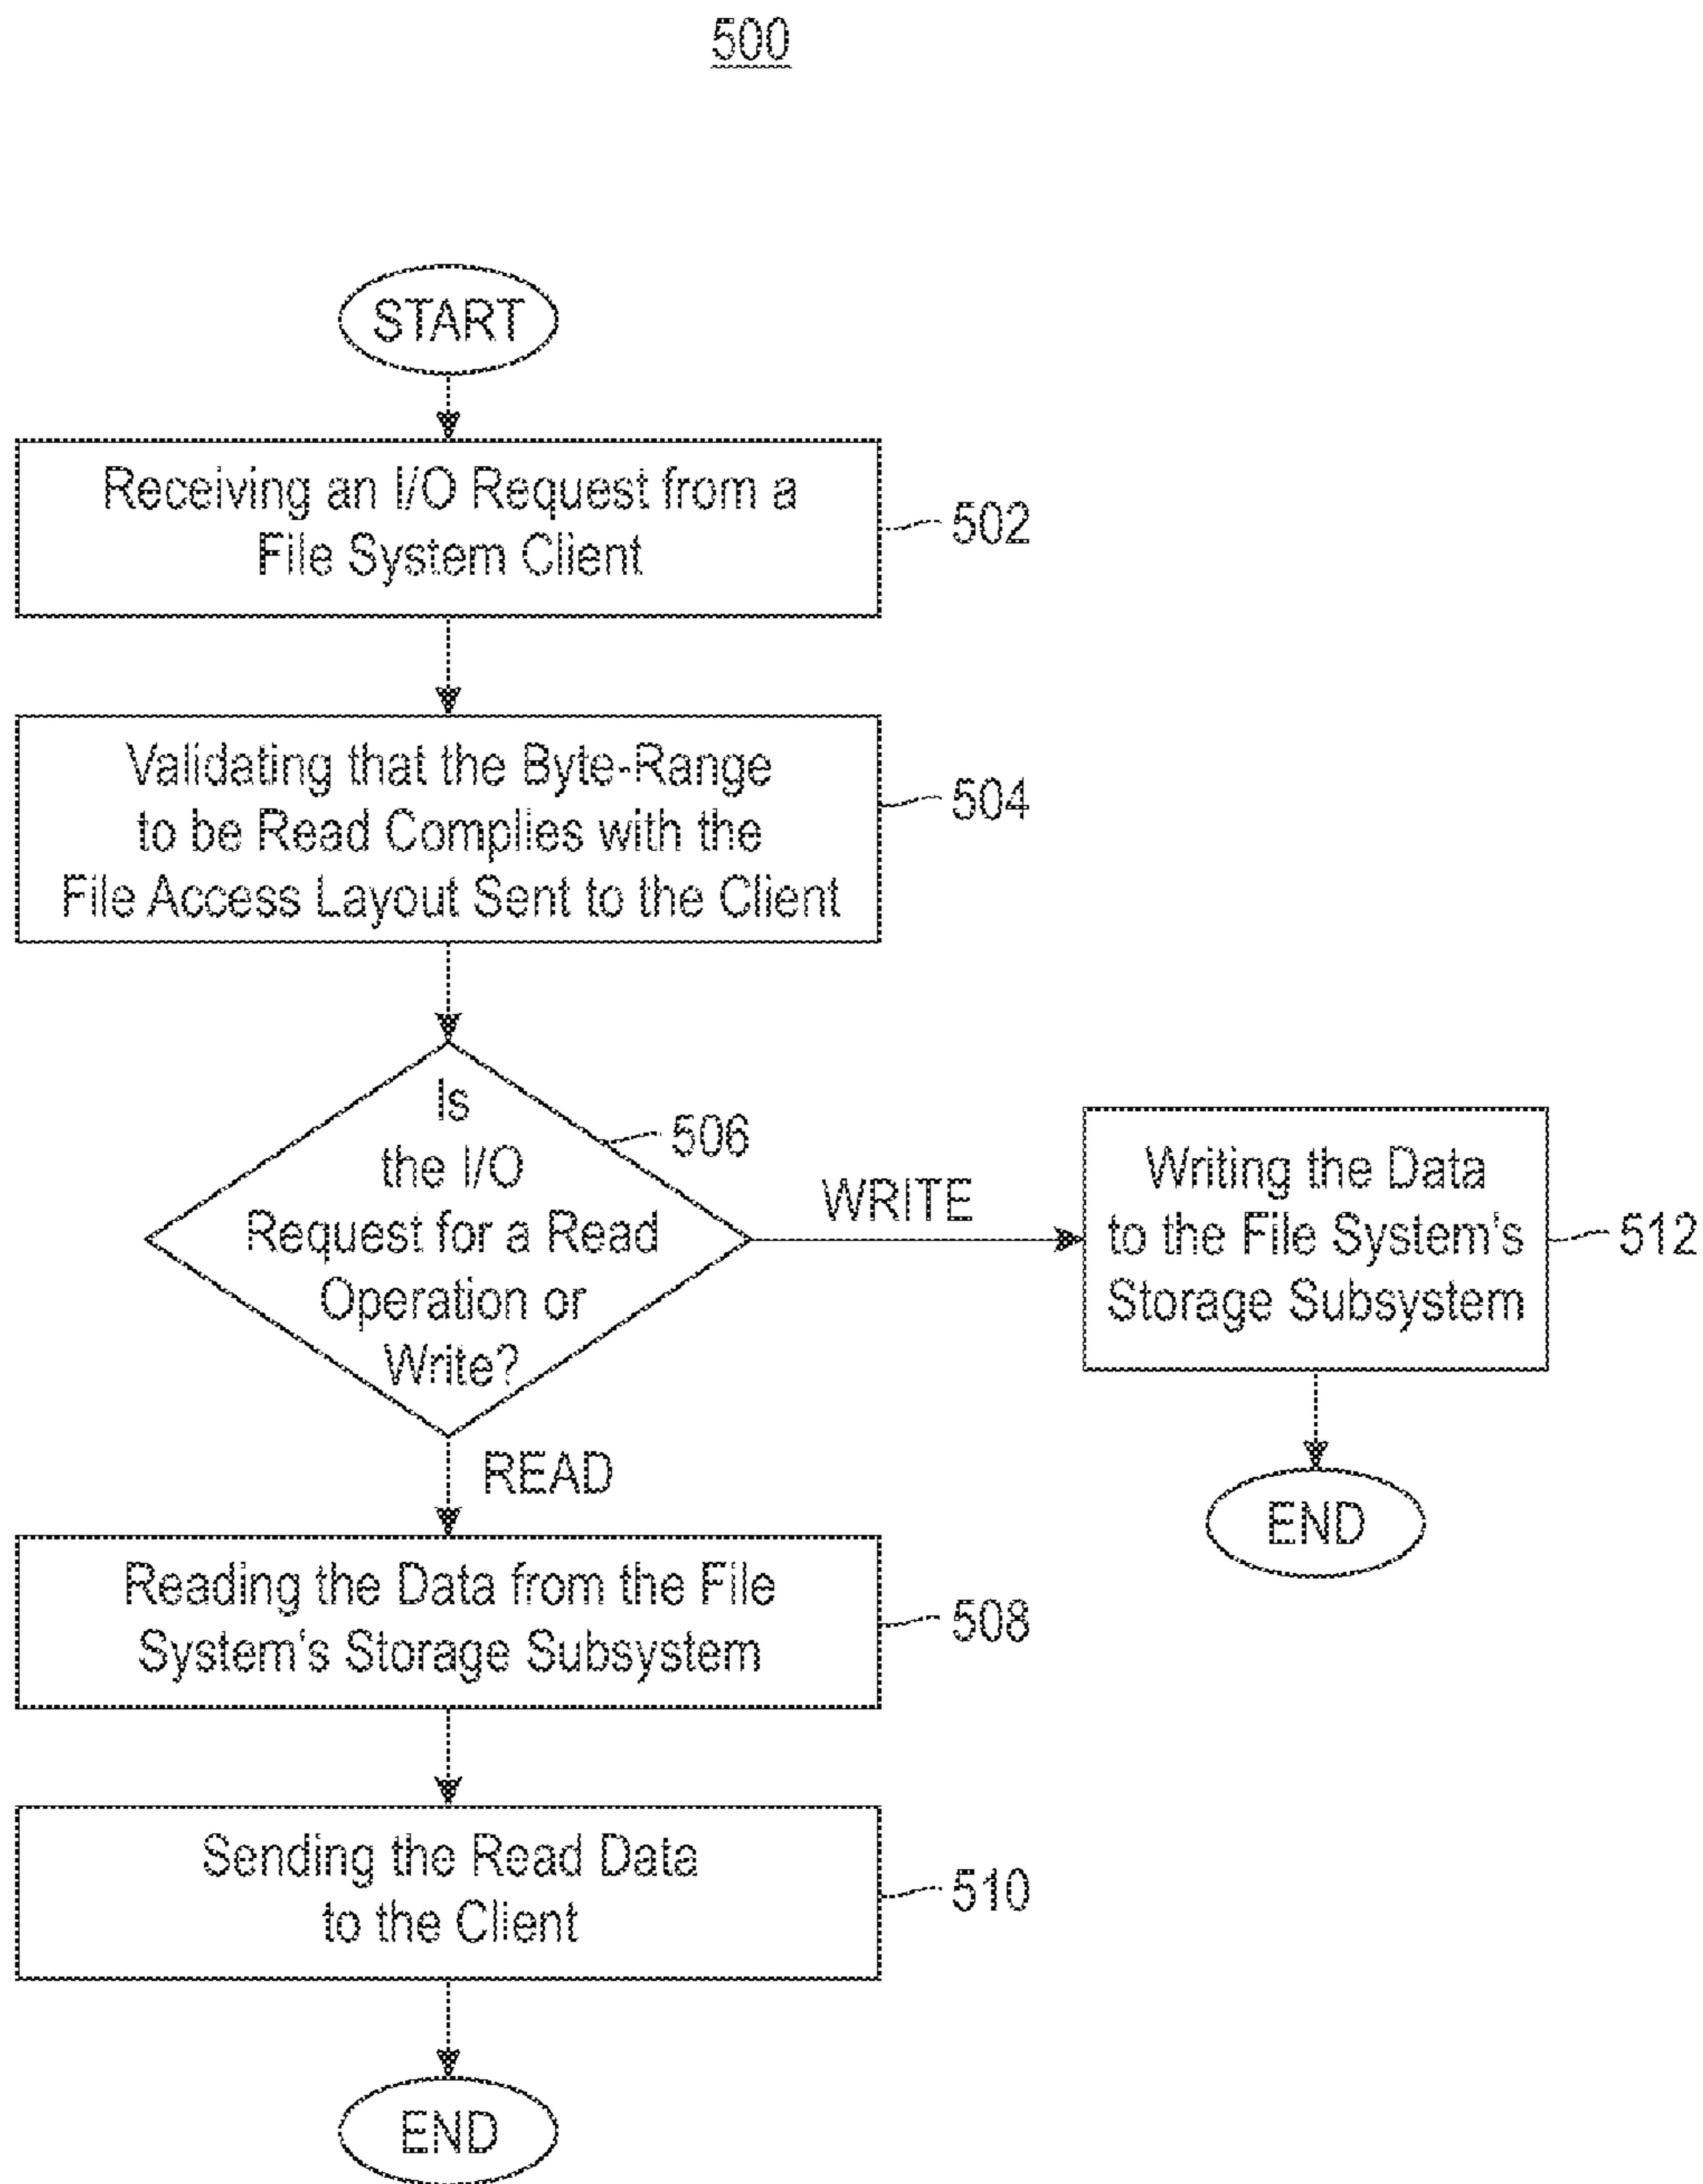 500
START
Receiving an I/O Request from a
File System Client
502
Validating that the Byte-Range
to be Read Complies with the
File Access Layout Sent to the Client
504
Is
the I/O
Request for a Read
Operation or
Write?
506
WRITE
Writing the Data
to the File System's
Storage Subsystem
512
END
READ
Reading the Data from the File
System's Storage Subsystem
508
Sending the Read Data
to the Client
510
END